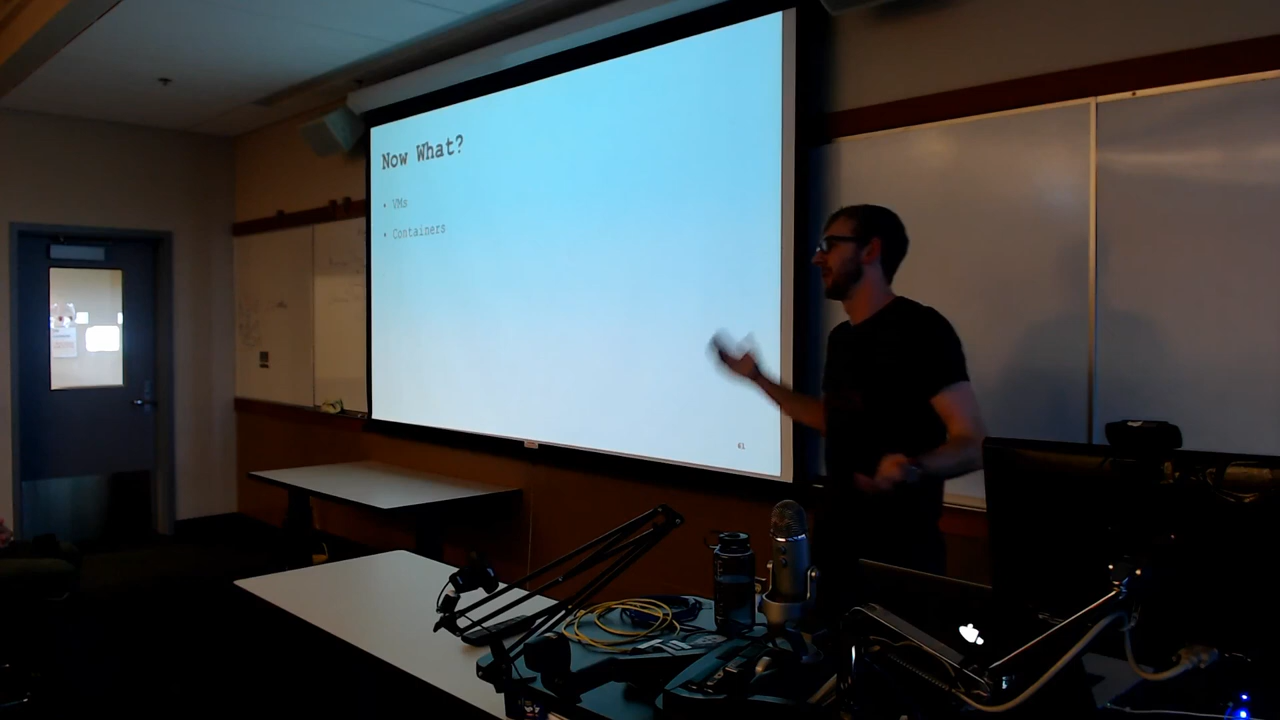 Now What?
• VMs
• Containers
61